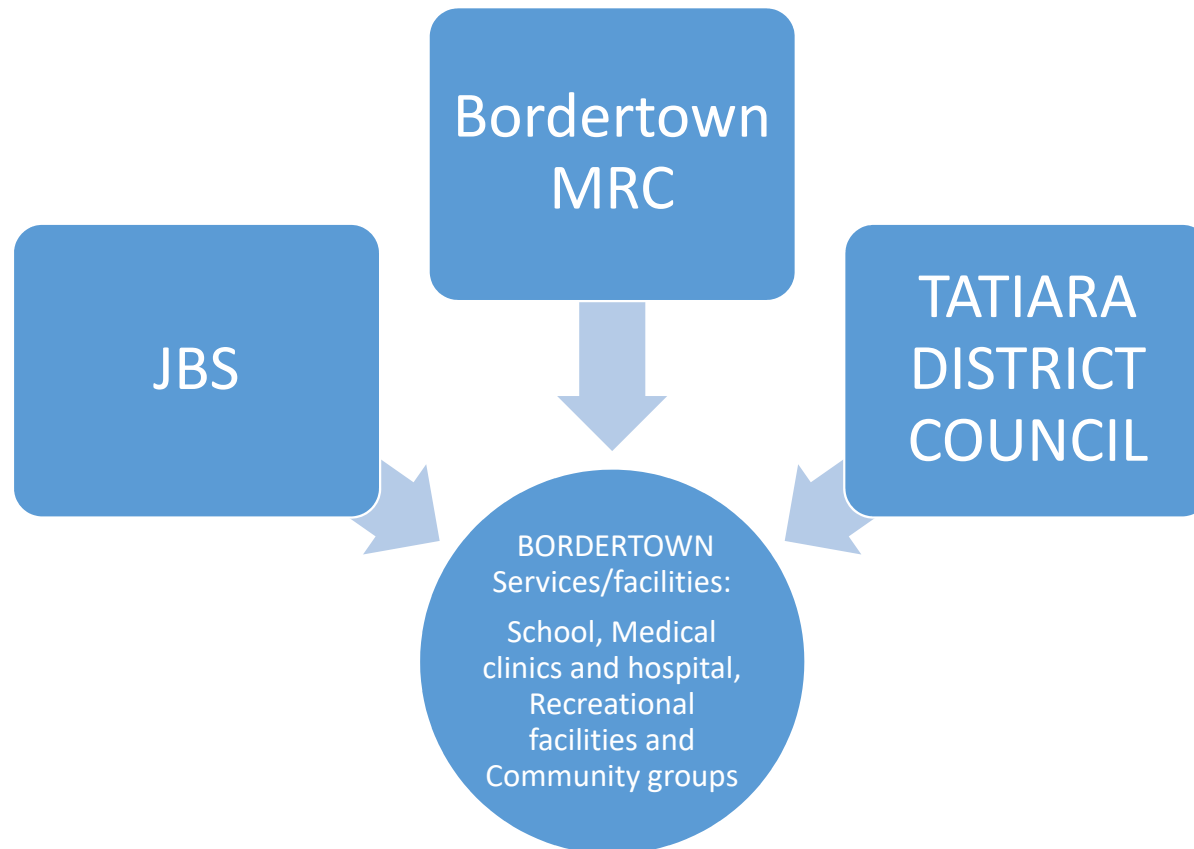 Bordertown
MRC
JBS
TATIARA
DISTRICT
COUNCIL
BORDERTOWN
Services/facilities:
School, Medical
clinics and hospital,
Recreational
facilities and
Community groups